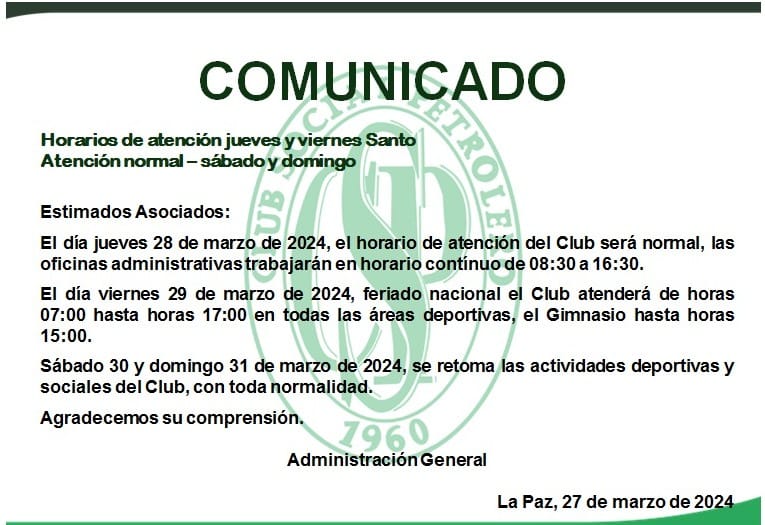 COMUNICADO
Horarios de atención jueves y viernes Santo
Atención normal – sábado y domingo
Estimados Asociados:
El día jueves 28 de marzo de 2024, el horario de atención del Club será normal, las
oficinas administrativas trabajarán en horario contínuo de 08:30 a 16:30.
El día viernes 29 de marzo de 2024, feriado nacional el Club atenderá de horas
07:00 hasta horas 17:00 en todas las áreas deportivas, el Gimnasio hasta horas
15:00.
Sábado 30 y domingo 31 de marzo de 2024, se retoma las actividades deportivas y
sociales del Club, con toda normalidad.
Agradecemos su comprensión.
Administración General
La Paz, 27 de marzo de 2024
CLUB SOCIAL PETROLERO
CSP
1960